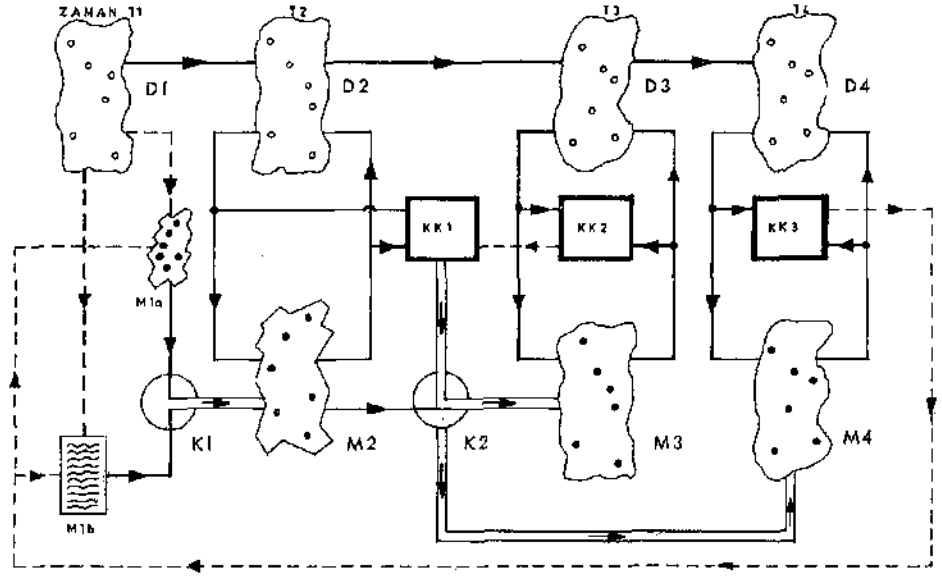 ZAMAN T1 T2 T3 T4
D1 D2 D3 D4
KK1 KK2 KK3
M1a
K1 M2 K2 M3 M4
M1b